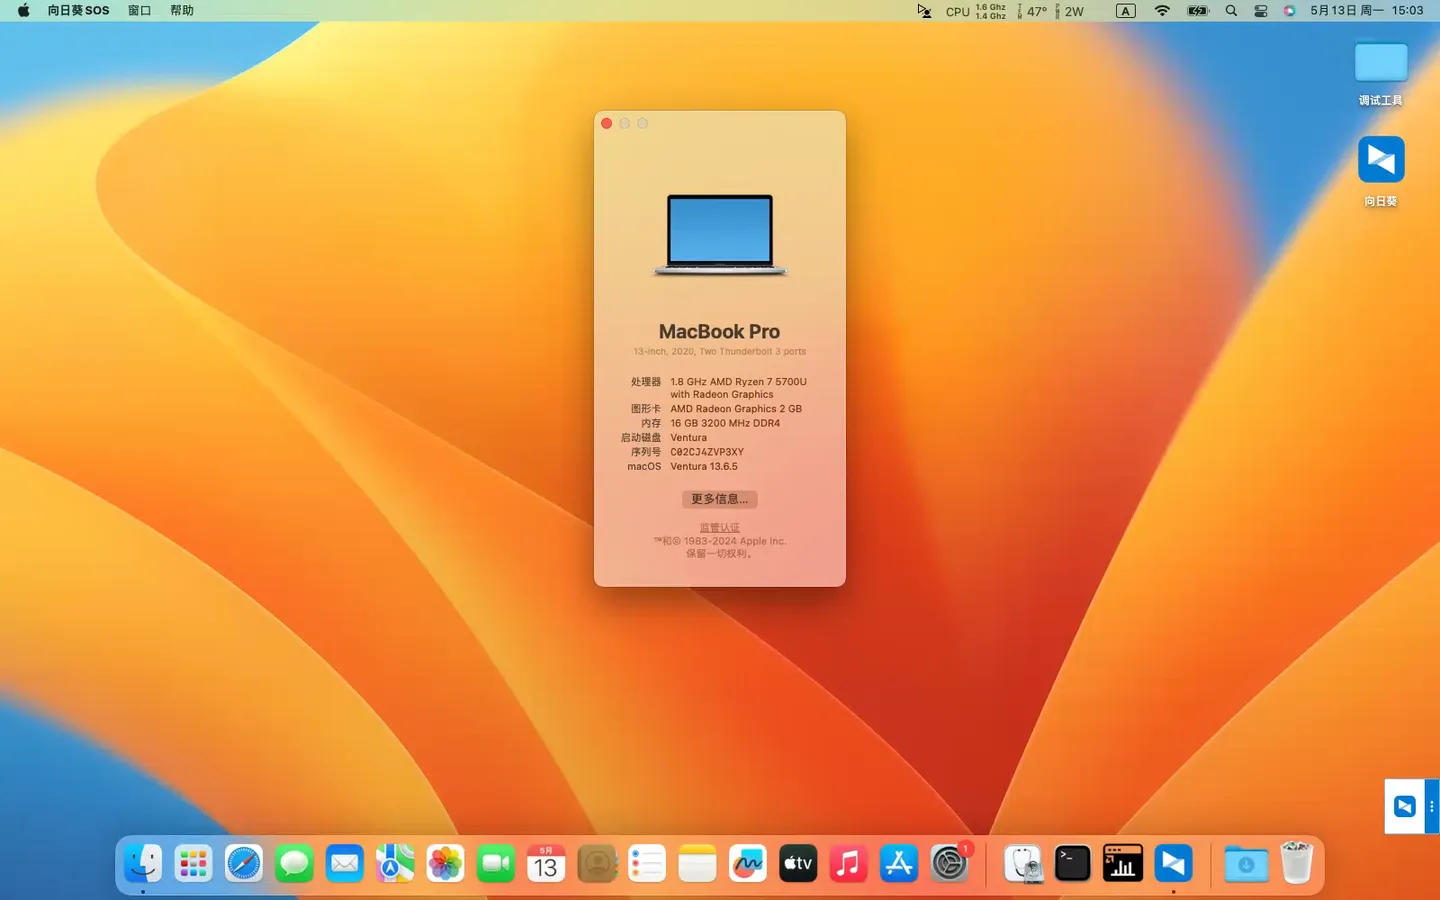 向日葵SOS 窗口 帮助
CPU 1.6 Ghz 1.4 Ghz 47° 2W A 5月13日 周一 15:03
调试工具
向日葵
MacBook Pro
13-inch, 2020, Two Thunderbolt 3 ports
处理器 1.8 GHz AMD Ryzen 7 5700U
with Radeon Graphics
图形卡 AMD Radeon Graphics 2 GB
内存 16 GB 3200 MHz DDR4
启动磁盘 Ventura
序列号 C02CJ4ZVP3XY
macOS Ventura 13.6.5
更多信息...
监管认证
™和© 1983-2024 Apple Inc.
保留一切权利。
5月
13
tv
1